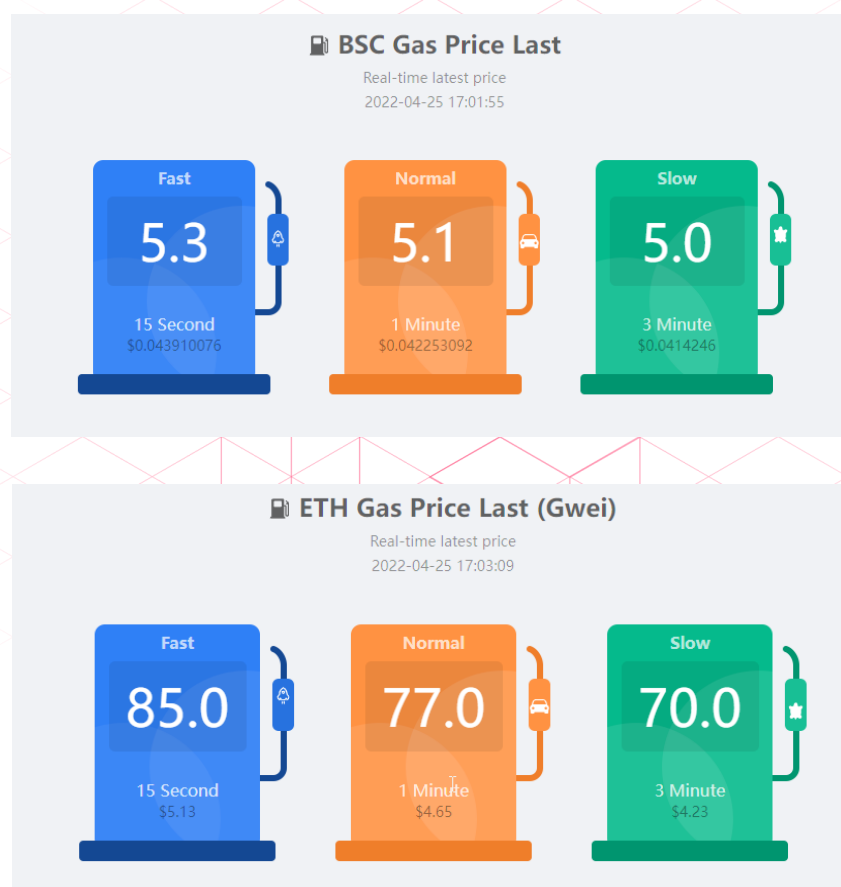 BSC Gas Price Last
Real-time latest price
2022-04-25 17:01:55
Fast
5.3
15 Second
$0.043910076
Normal
5.1
1 Minute
$0.042253092
Slow
5.0
3 Minute
$0.0414246
ETH Gas Price Last (Gwei)
Real-time latest price
2022-04-25 17:03:09
Fast
85.0
15 Second
$5.13
Normal
77.0
1 Minute
$4.65
Slow
70.0
3 Minute
$4.23